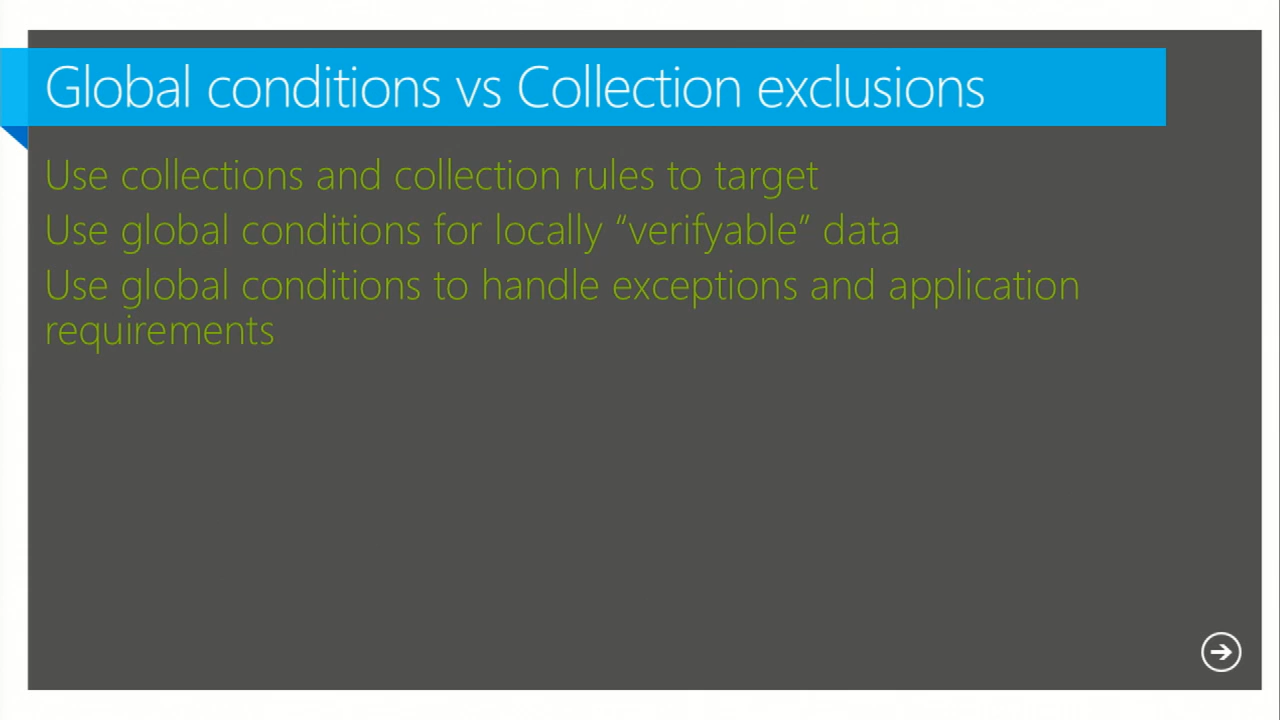 Global conditions vs Collection exclusions
Use collections and collection rules to target
Use global conditions for locally “verifyable” data
Use global conditions to handle exceptions and application
requirements